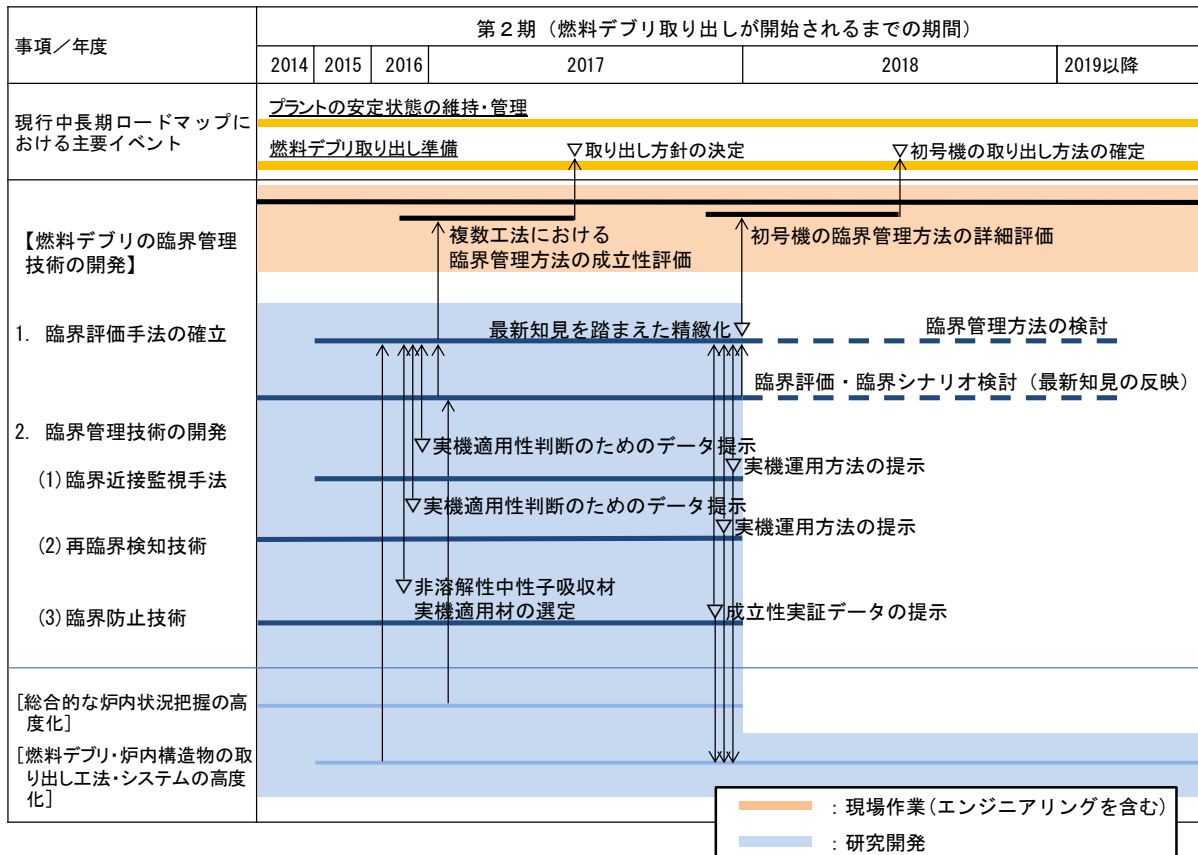 事項／年度
第２期（燃料デブリ取り出しが開始されるまでの期間）
2014
2015
2016
2017
2018
2019以降
現行中長期ロードマップに
おける主要イベント
プラントの安定状態の維持・管理
燃料デブリ取り出し準備
▽取り出し方針の決定
▽初号機の取り出し方法の確定
【燃料デブリの臨界管理
技術の開発】
複数工法における
臨界管理方法の成立性評価
初号機の臨界管理方法の詳細評価
1. 臨界評価手法の確立
最新知見を踏まえた精緻化▽
臨界管理方法の検討
臨界評価・臨界シナリオ検討（最新知見の反映）
2. 臨界管理技術の開発
▽実機適用性判断のためのデータ提示
(1)臨界近接監視手法
▽実機運用方法の提示
▽実機適用性判断のためのデータ提示
▽実機運用方法の提示
(2)再臨界検知技術
▽非溶解性中性子吸収材
実機適用材の選定
(3)臨界防止技術
▽成立性実証データの提示
[総合的な炉内状況把握の高
度化]
[燃料デブリ・炉内構造物の取
り出し工法・システムの高度
化]
：現場作業(エンジニアリングを含む)
：研究開発